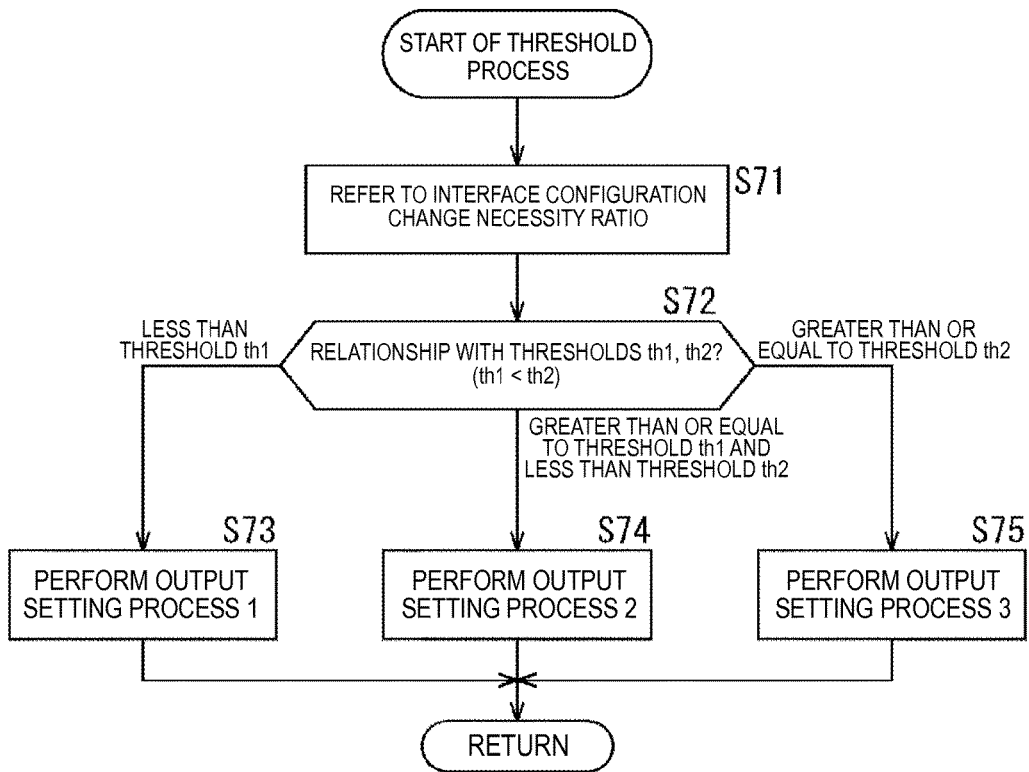 START OF THRESHOLD
PROCESS
S71
REFER TO INTERFACE CONFIGURATION
CHANGE NECESSITY RATIO
S72
LESS THAN
THRESHOLD th1
RELATIONSHIP WITH THRESHOLDS th1, th2?
(th1 < th2)
GREATER THAN OR
EQUAL TO THRESHOLD th2
GREATER THAN OR EQUAL
TO THRESHOLD th1 AND
LESS THAN THRESHOLD th2
S73
PERFORM OUTPUT
SETTING PROCESS 1
S74
PERFORM OUTPUT
SETTING PROCESS 2
S75
PERFORM OUTPUT
SETTING PROCESS 3
RETURN